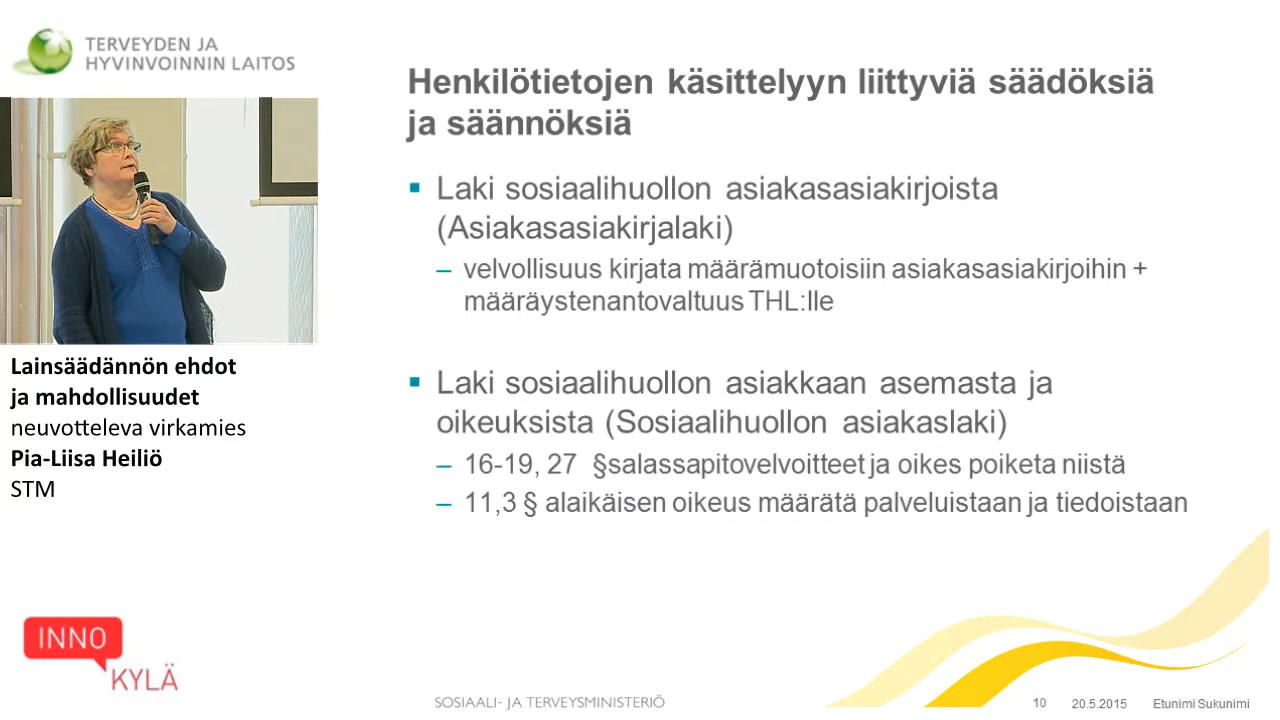 TERVEYDEN JA
HYVINVOINNIN LAITOS
Henkilötietojen käsittelyyn liittyviä säädöksiä
ja säännöksiä
▪ Laki sosiaalihuollon asiakasasiakirjoista
(Asiakasasiakirjalaki)
– velvollisuus kirjata määrämuotoisiin asiakasasiakirjoihin +
määräystenantovaltuus THL:lle
▪ Laki sosiaalihuollon asiakkaan asemasta ja
oikeuksista (Sosiaalihuollon asiakaslaki)
– 16-19, 27 §salassapitovelvoitteet ja oikes poiketa niistä
– 11,3 § alaikäisen oikeus määrätä palveluistaan ja tiedoistaan
Lainsäädännön ehdot
ja mahdollisuudet
neuvotteleva virkamies
Pia-Liisa Heiliö
STM
INNO
KYLÄ
SOSIAALI- JA TERVEYSMINISTERIÖ
10 20.5.2015 Etunimi Sukunimi